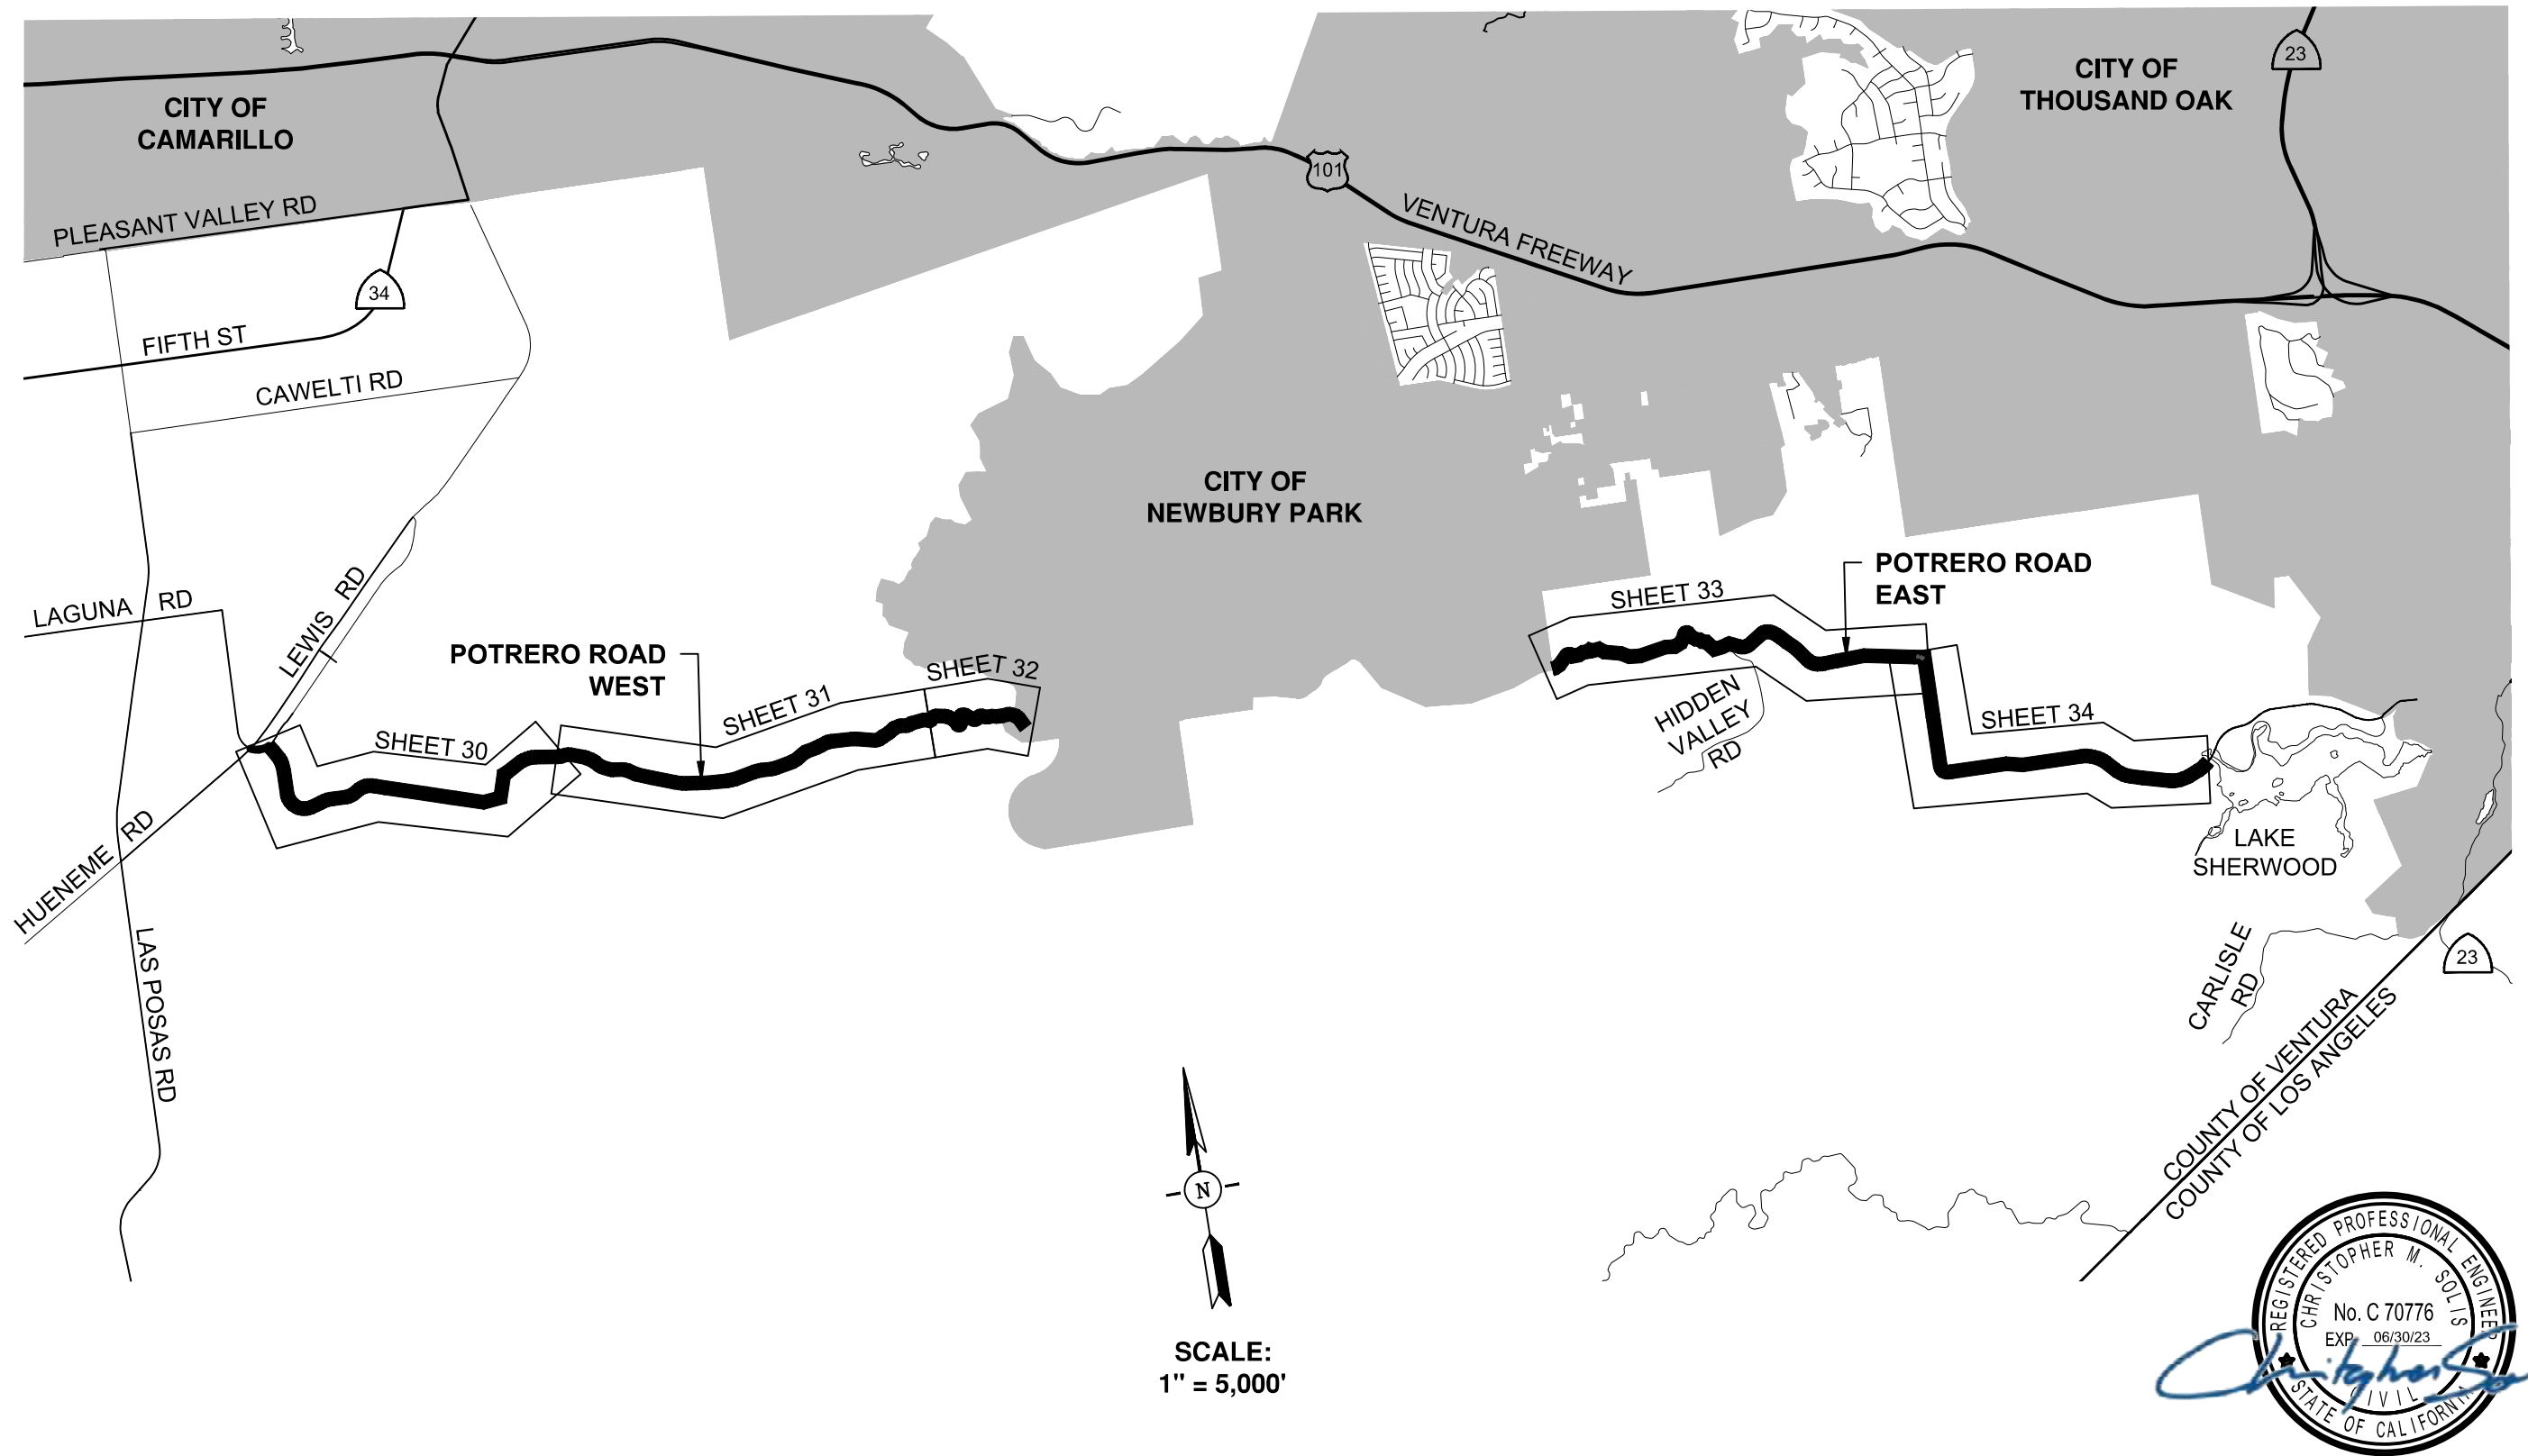 CITY OF
CAMARILLO
CITY OF
THOUSAND OAK
23
101
VENTURA FREEWAY
PLEASANT VALLEY RD
34
FIFTH ST
CAWELTI RD
CITY OF
NEWBURY PARK
LAGUNA RD
LEWIS RD
POTRERO ROAD
WEST
SHEET 30
SHEET 31
SHEET 32
SHEET 33
POTRERO ROAD
EAST
HIDDEN
VALLEY
RD
SHEET 34
LAKE
SHERWOOD
HUENEME RD
LAS POSAS RD
CARLISLE
RD
23
COUNTY OF VENTURA
COUNTY OF LOS ANGELES
N
SCALE:
1" = 5,000'
REGISTERED PROFESSIONAL ENGINEER
CHRISTOPHER M. SOLIS
No. C 70776
EXP. 06/30/23
CIVIL
STATE OF CALIFORNIA